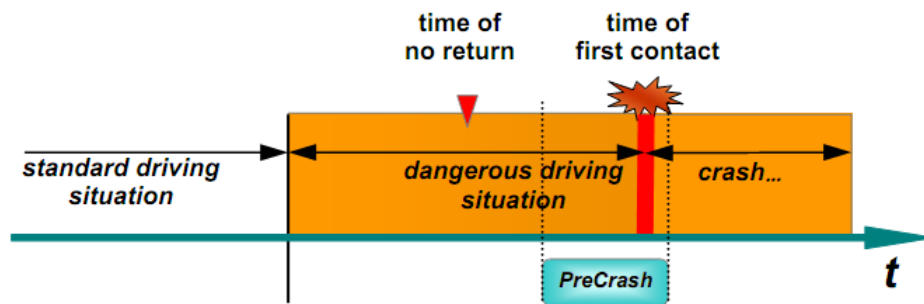 time of
no return
time of
first contact
standard driving
situation
dangerous driving
situation
crash...
PreCrash
t